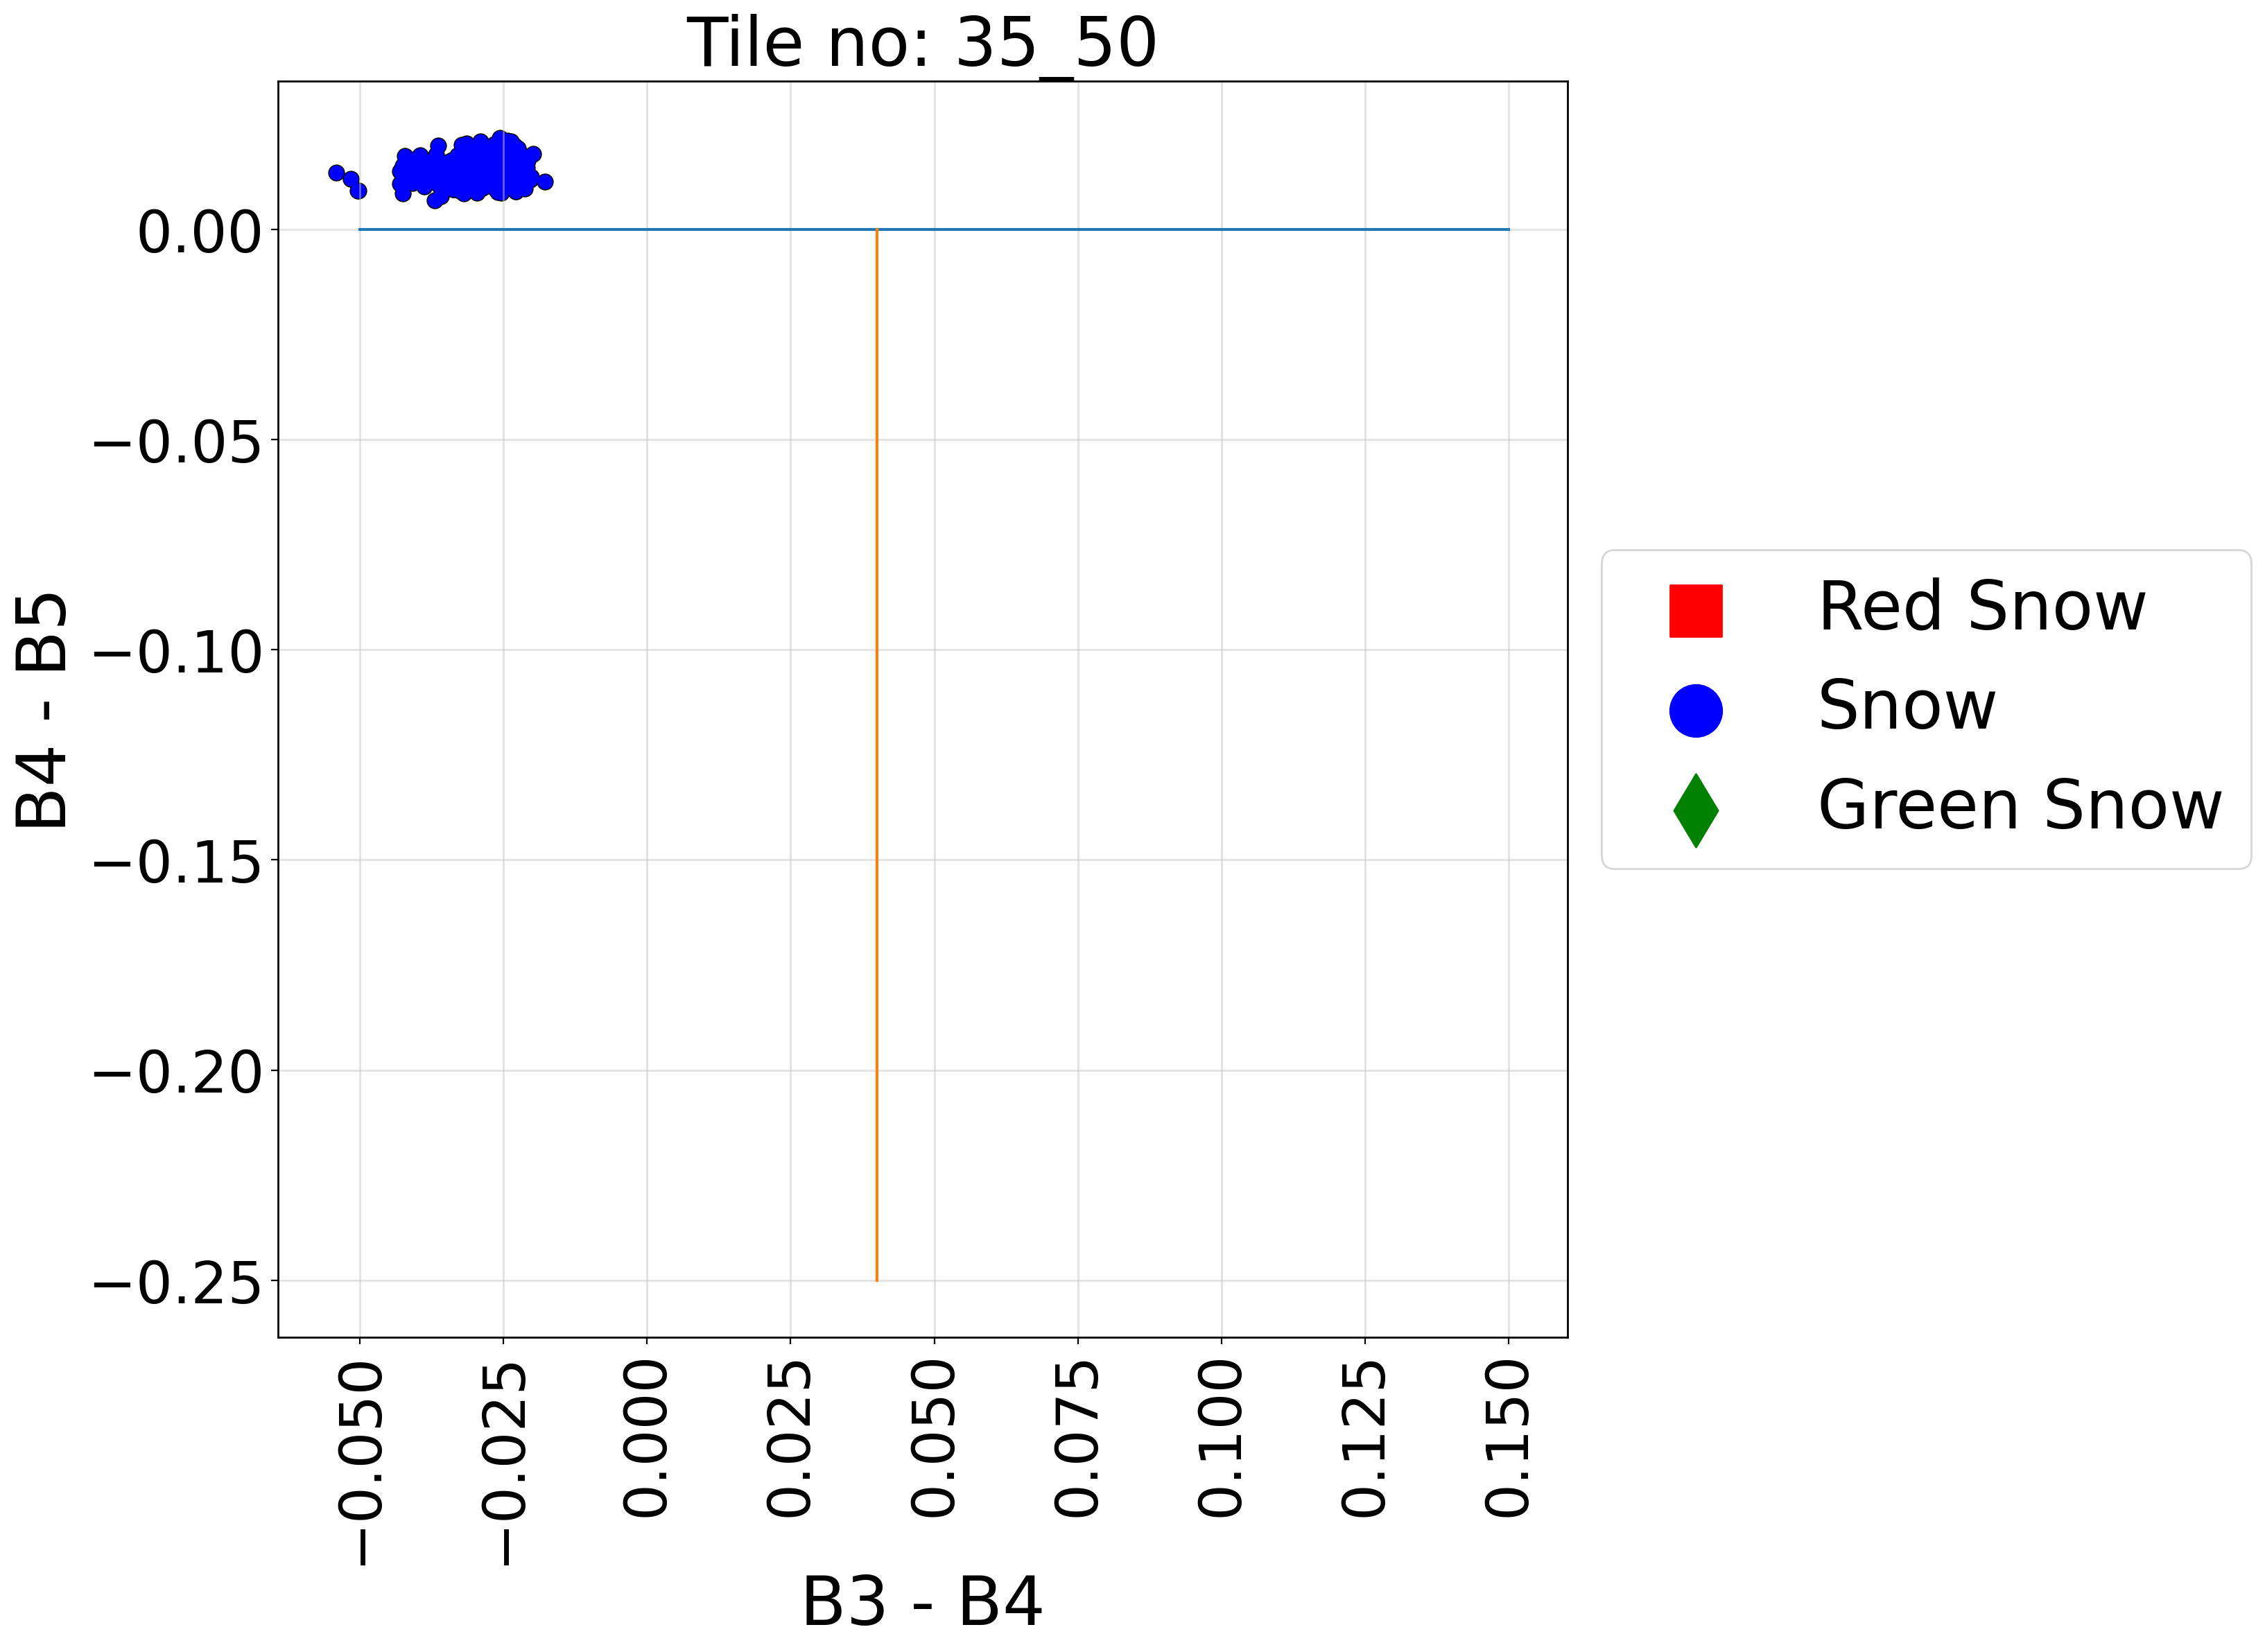 Tile no: 35_50
0.00
−0.05
−0.10
−0.15
−0.20
−0.25
B4 - B5
−0.050
−0.025
0.000
0.025
0.050
0.075
0.100
0.125
0.150
B3 - B4
Red Snow
Snow
Green Snow